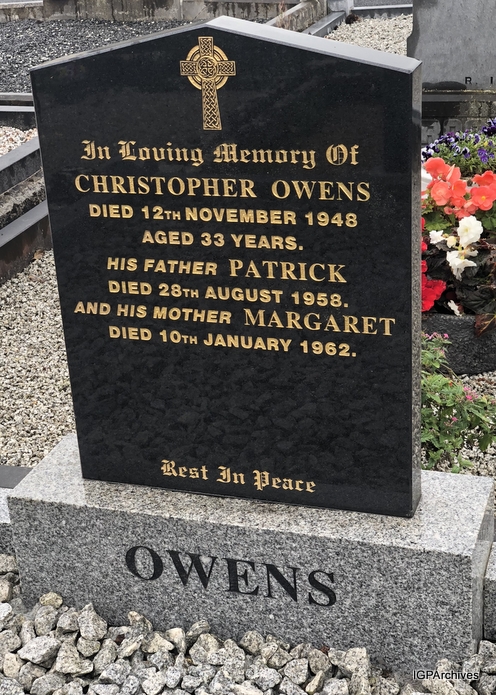 In Loving Memory Of
CHRISTOPHER OWENS
DIED 12TH NOVEMBER 1948
AGED 33 YEARS.
HIS FATHER PATRICK
DIED 28TH AUGUST 1958.
AND HIS MOTHER MARGARET
DIED 10TH JANUARY 1962.
Rest In Peace
OWENS
IGPArchives